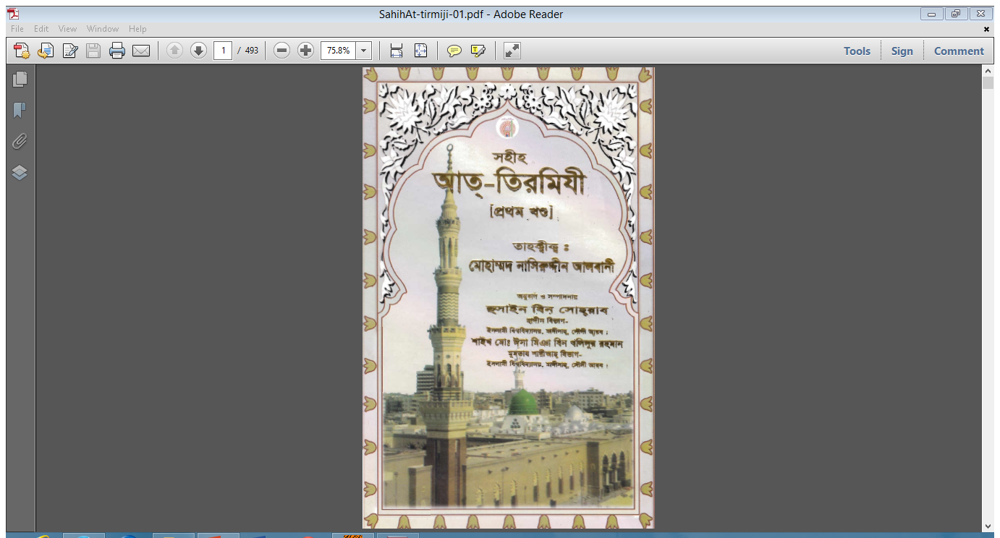 SahihAt-tirmiji-01.pdf - Adobe Reader
File Edit View Window Help
1 / 493 75.8% Tools Sign Comment
সহীহ
আত্-তিরমিযী
[প্রথম খণ্ড]
তাহক্বীক্ব ঃ
মোহাম্মদ নাসিরুদ্দীন আলবানী
অনুবাদ ও সম্পাদনায়
হুসাইন বিন সোহ্‌রাব
হাদীস বিভাগ-
ইসলামী বিশ্ববিদ্যালয়, মাদীনাহ্, সৌদী আরব।
শাইখ মোঃ ঈসা মিঞা বিন খলিলুর রহমান
মুমতায শারী‘আহ্ বিভাগ-
ইসলামী বিশ্ববিদ্যালয়, মাদীনাহ্, সৌদী আরব।